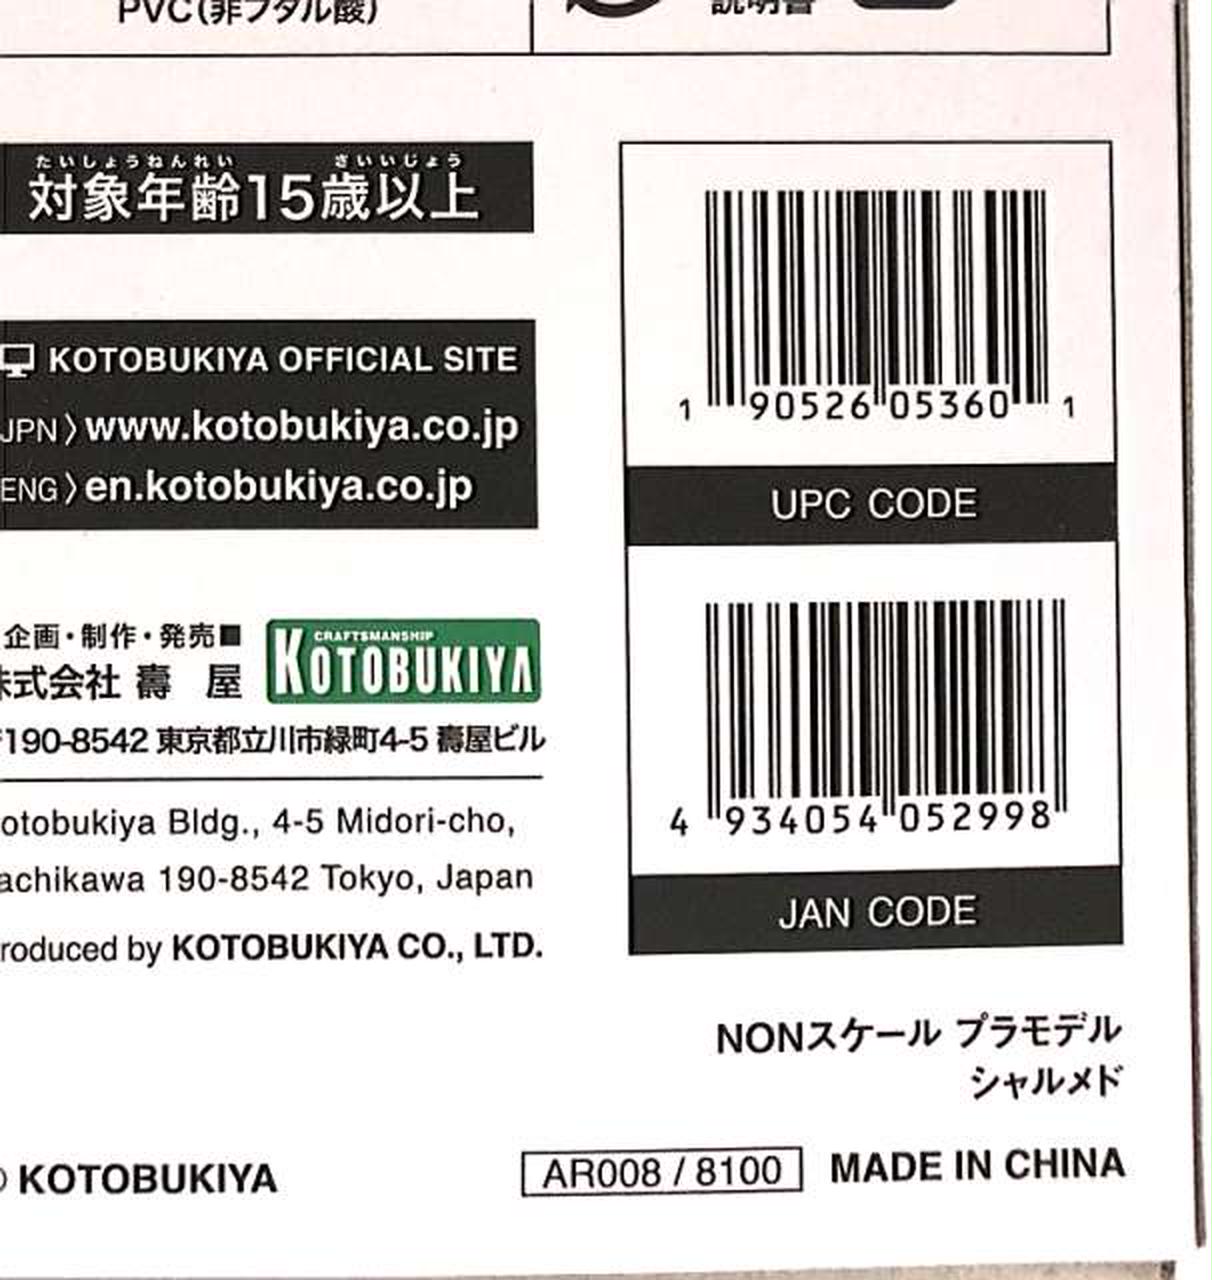 PVC(非フタル酸)
説明書
たいしょうねんれい さいいじょう
対象年齢15歳以上
KOTOBUKIYA OFFICIAL SITE
JPN〉www.kotobukiya.co.jp
ENG〉en.kotobukiya.co.jp
企画・制作・発売■
株式会社 壽 屋
CRAFTSMANSHIP
KOTOBUKIYA
〒190-8542 東京都立川市緑町4-5 壽屋ビル
otobukiya Bldg., 4-5 Midori-cho,
achikawa 190-8542 Tokyo, Japan
roduced by KOTOBUKIYA CO., LTD.
© KOTOBUKIYA
1 90526 05360 1
UPC CODE
4 934054 052998
JAN CODE
NONスケール プラモデル
シャルメド
AR008 / 8100 MADE IN CHINA